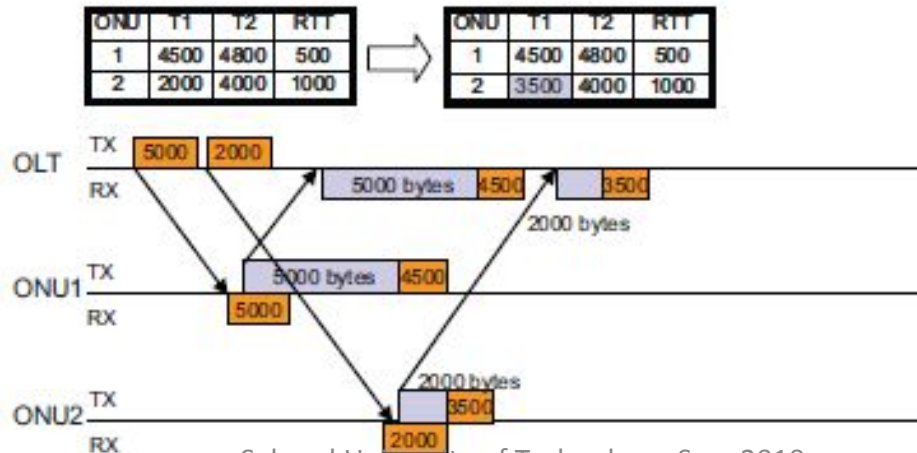 ONU T1 T2 RTT
1 4500 4800 500
2 2000 4000 1000
ONU T1 T2 RTT
1 4500 4800 500
2 3500 4000 1000
OLT
TX
5000
2000
RX
5000 bytes
4500
3500
2000 bytes
ONU1
TX
5000 bytes
4500
RX
5000
2000 bytes
ONU2
TX
3500
RX
2000
of
2010